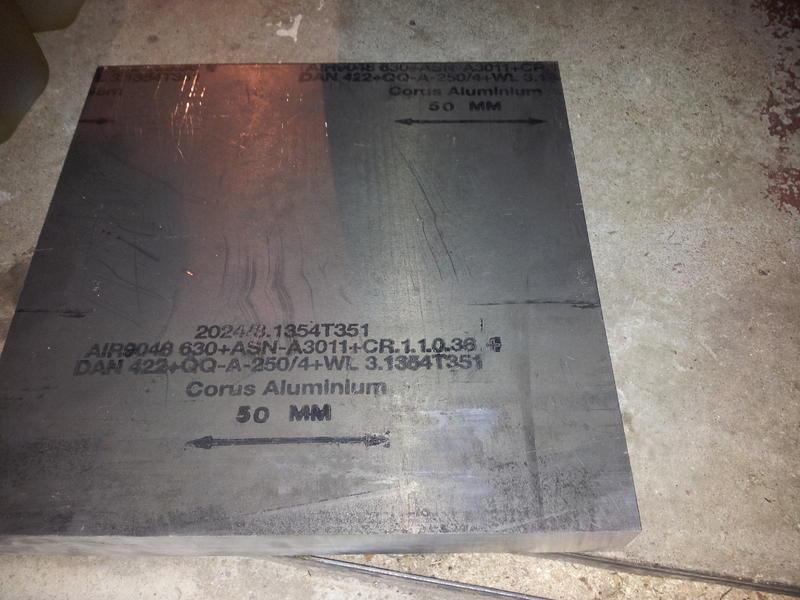 AIR9048 630+ASN-A3011+CR.
DAN 422+QQ-A-250/4+WL 3.13
Corus Aluminium
50 MM
2024/3.1354T351
AIR9048 630+ASN-A3011+CR.1.1.0.36
DAN 422+QQ-A-250/4+WL 3.1354T351
Corus Aluminium
50 MM